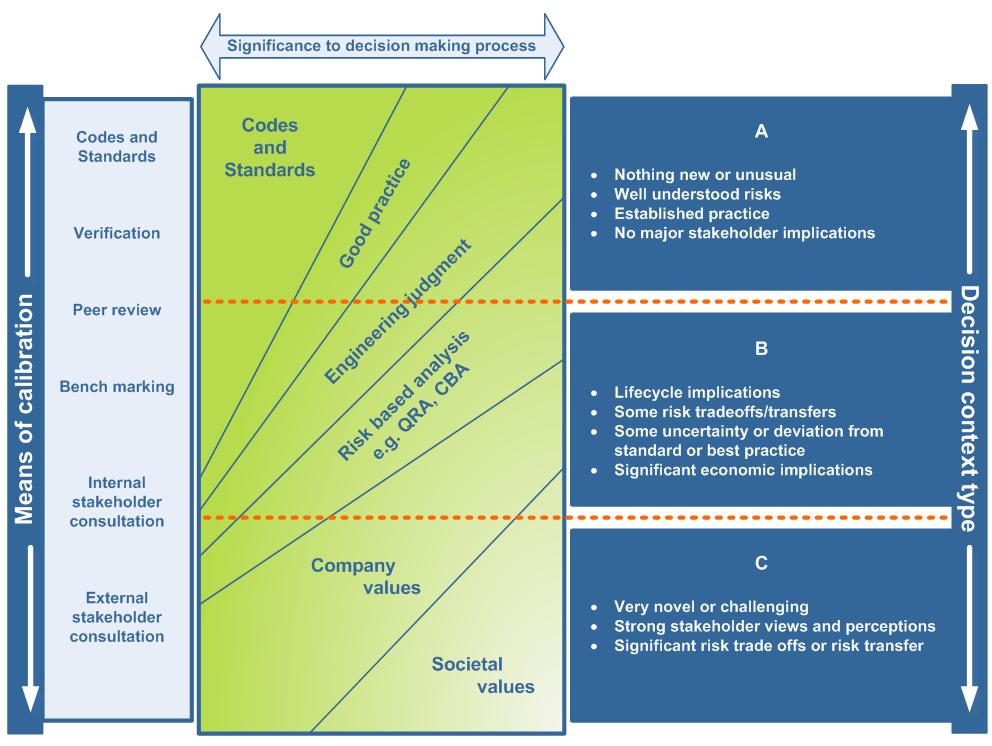 Significance to decision making process
Means of calibration
Codes and
Standards
Verification
Peer review
Bench marking
Internal
stakeholder
consultation
External
stakeholder
consultation
Codes
and
Standards
Good practice
Engineering judgment
Risk based analysis
e.g. QRA, CBA
Company
values
Societal
values
A
• Nothing new or unusual
• Well understood risks
• Established practice
• No major stakeholder implications
B
• Lifecycle implications
• Some risk tradeoffs/transfers
• Some uncertainty or deviation from
standard or best practice
• Significant economic implications
C
• Very novel or challenging
• Strong stakeholder views and perceptions
• Significant risk trade offs or risk transfer
Decision context type